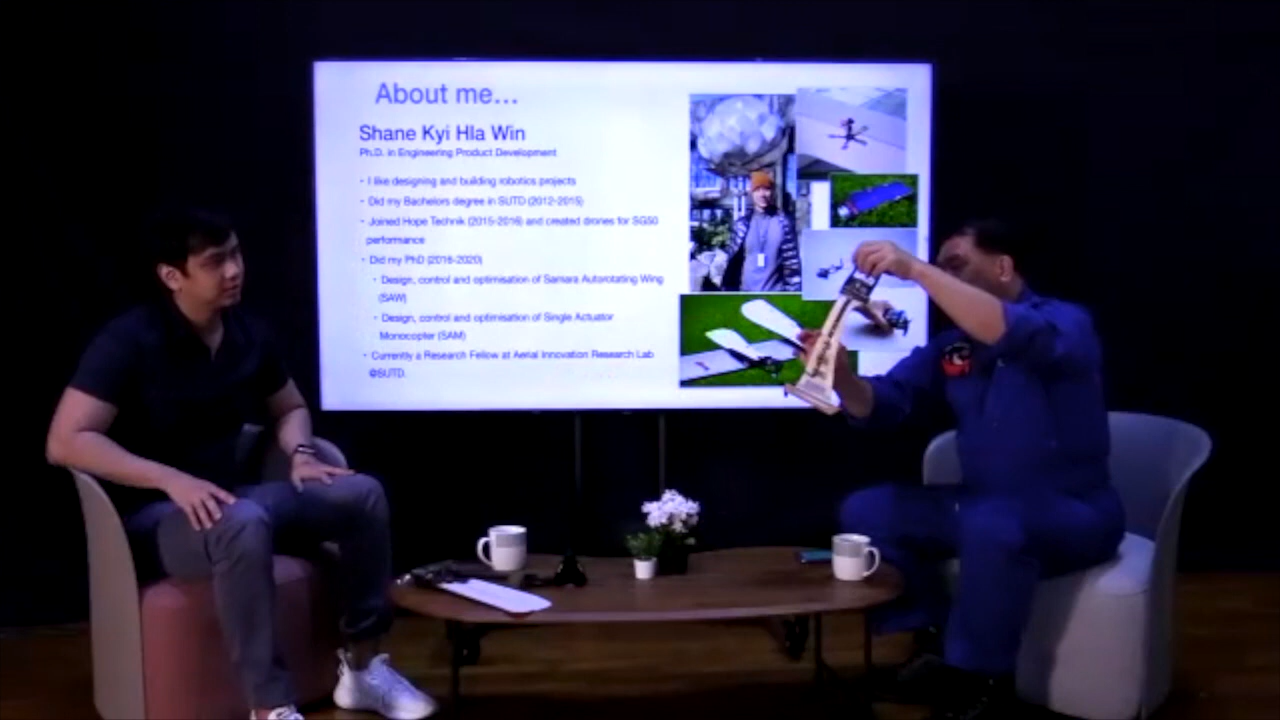 About me...
Shane Kyi Hla Win
Ph.D. in Engineering Product Development
• I like designing and building robotics projects
• Did my Bachelors degree in SUTD (2012-2015)
• Joined Hope Technik (2015-2016) and created drones for SG50
performance
• Did my PhD (2016-2020)
• Design, control and optimisation of Samara Autorotating Wing
(SAW)
• Design, control and optimisation of Single Actuator
Monocopter (SAM)
• Currently a Research Fellow at Aerial Innovation Research Lab
@SUTD.